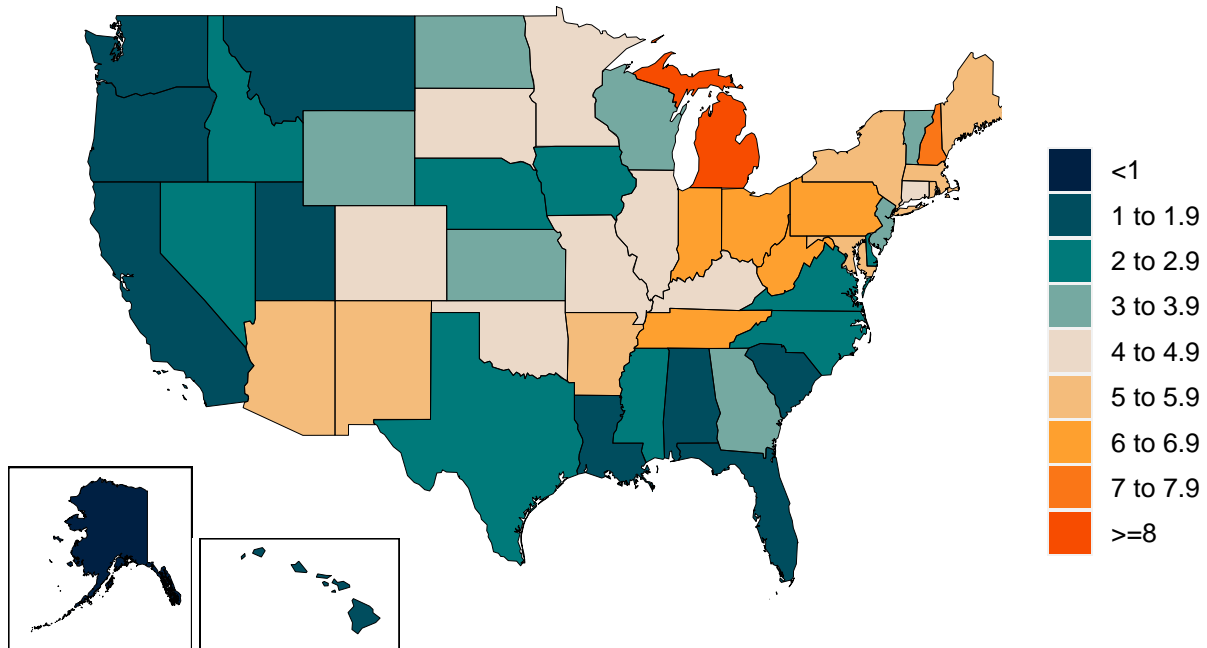 <1
1 to 1.9
2 to 2.9
3 to 3.9
4 to 4.9
5 to 5.9
6 to 6.9
7 to 7.9
>=8